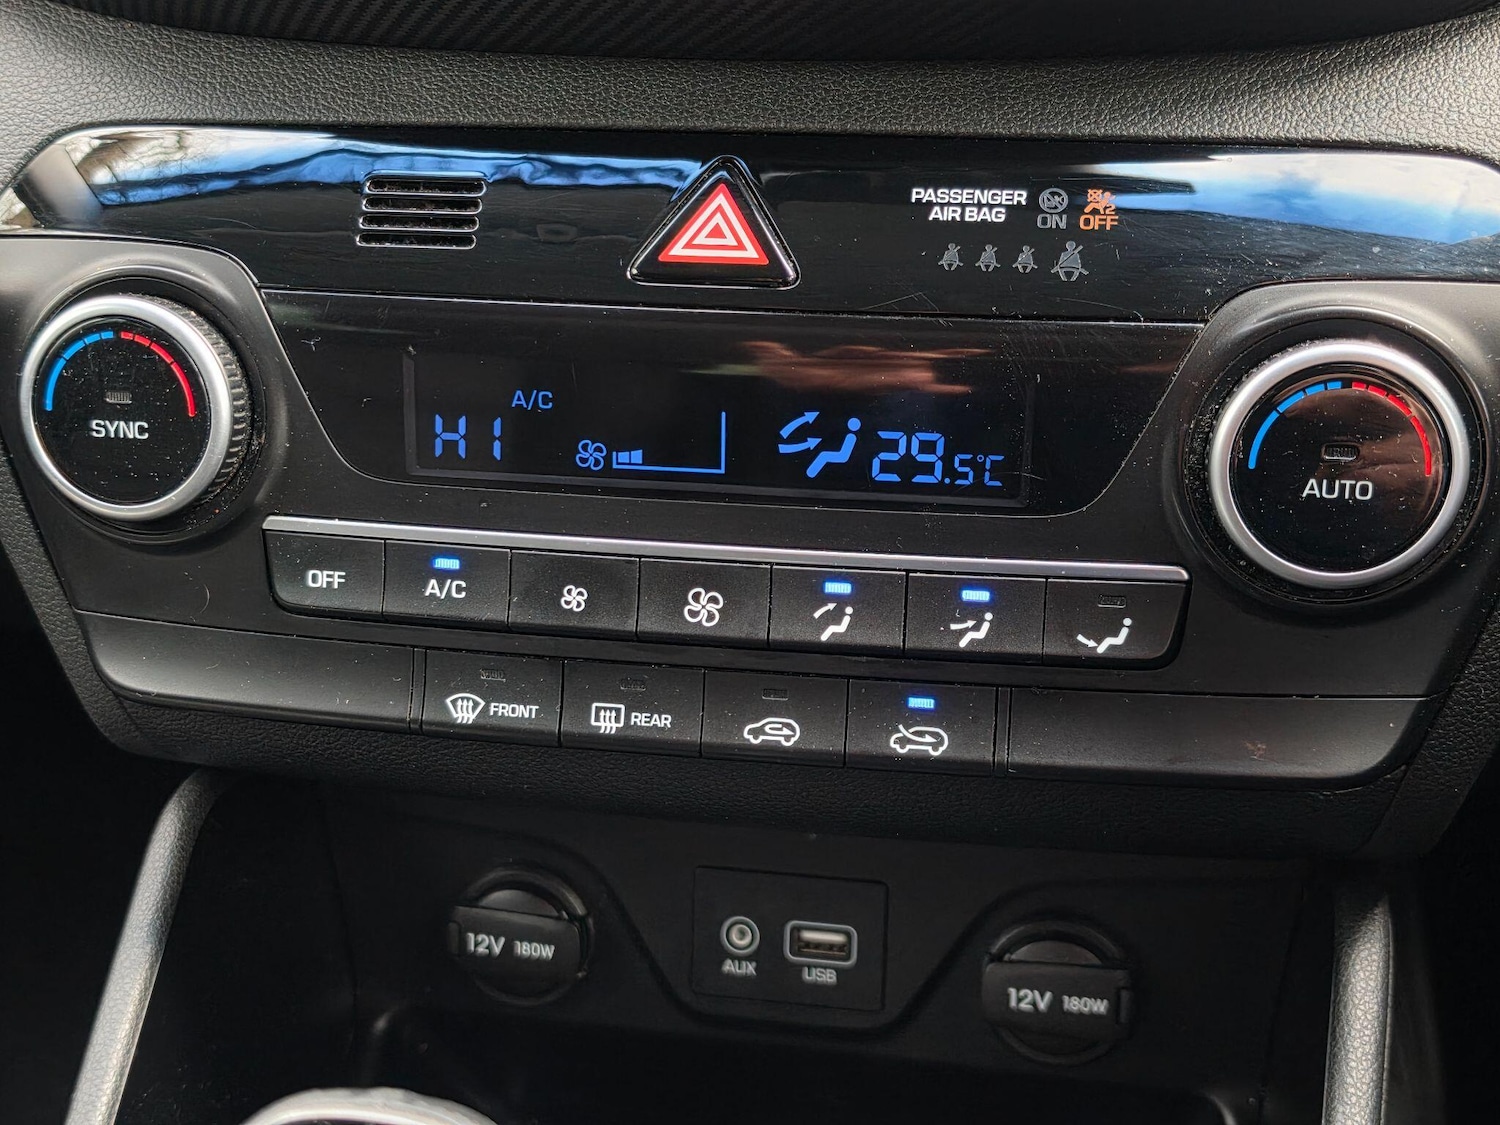 PASSENGER
AIR BAG
ON
OFF
2
A/C
HI
29.5°C
SYNC
AUTO
OFF
A/C
FRONT
REAR
12V 180W
AUX
USB
12V 180W